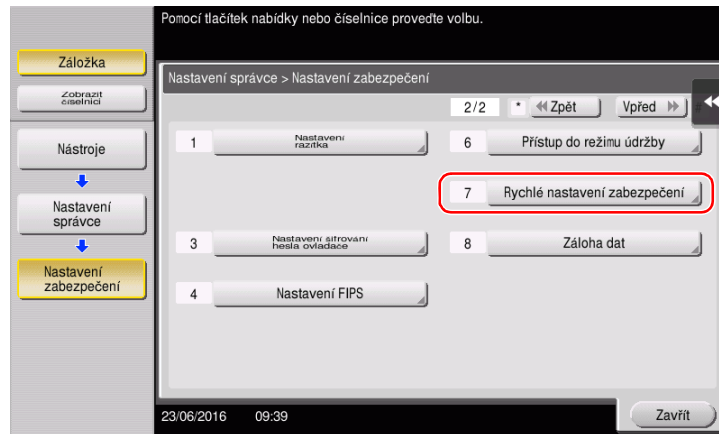 Pomocí tlačítek nabídky nebo číselnice proveďte volbu.
Záložka
Zobrazit
číselnici
Nástroje
Nastavení
správce
Nastavení
zabezpečení
Nastavení správce > Nastavení zabezpečení
2/2 * Zpět Vpřed
1 Nastavení
razítka
6 Přístup do režimu údržby
7 Rychlé nastavení zabezpečení
3 Nastavení šifrování
hesla ovladače
8 Záloha dat
4 Nastavení FIPS
23/06/2016 09:39
Zavřít